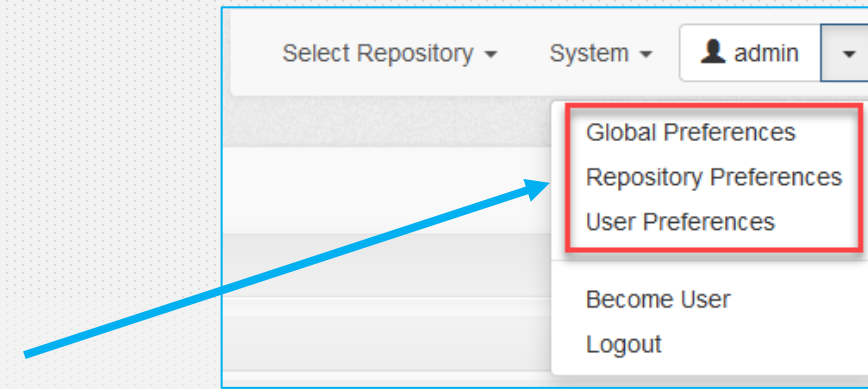 Select Repository System admin
Global Preferences
Repository Preferences
User Preferences
Become User
Logout